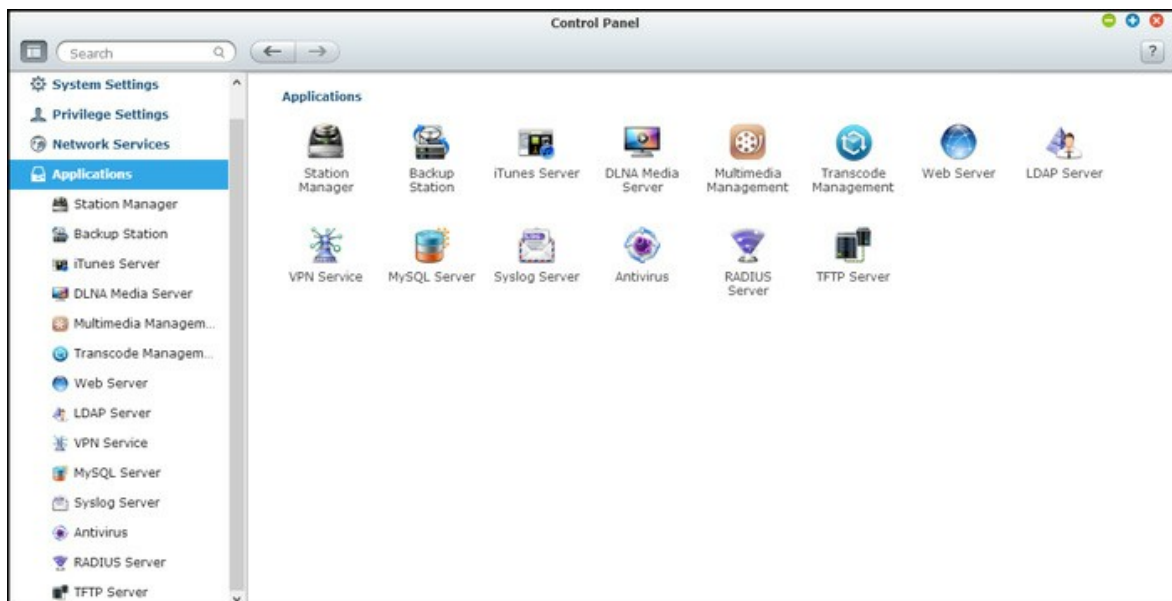 Control Panel
Search
?
System Settings
Privilege Settings
Network Services
Applications
Station Manager
Backup Station
iTunes Server
DLNA Media Server
Multimedia Managem...
Transcode Managem...
Web Server
LDAP Server
VPN Service
MySQL Server
Syslog Server
Antivirus
RADIUS Server
TFTP Server
Applications
Station
Manager
Backup
Station
iTunes Server
DLNA Media
Server
Multimedia
Management
Transcode
Management
Web Server
LDAP Server
VPN Service
MySQL Server
Syslog Server
Antivirus
RADIUS
Server
TFTP Server